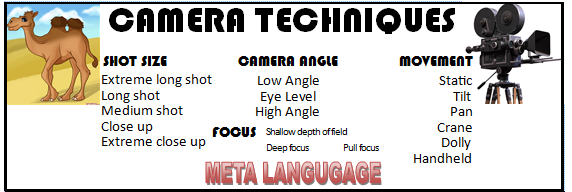 CAMERA TECHNIQUES
SHOT SIZE
Extreme long shot
Long shot
Medium shot
Close up
Extreme close up
CAMERA ANGLE
Low Angle
Eye Level
High Angle
MOVEMENT
Static
Tilt
Pan
Crane
Dolly
Handheld
FOCUS
Shallow depth of field
Deep focus
Pull focus
META LANGUGAGE